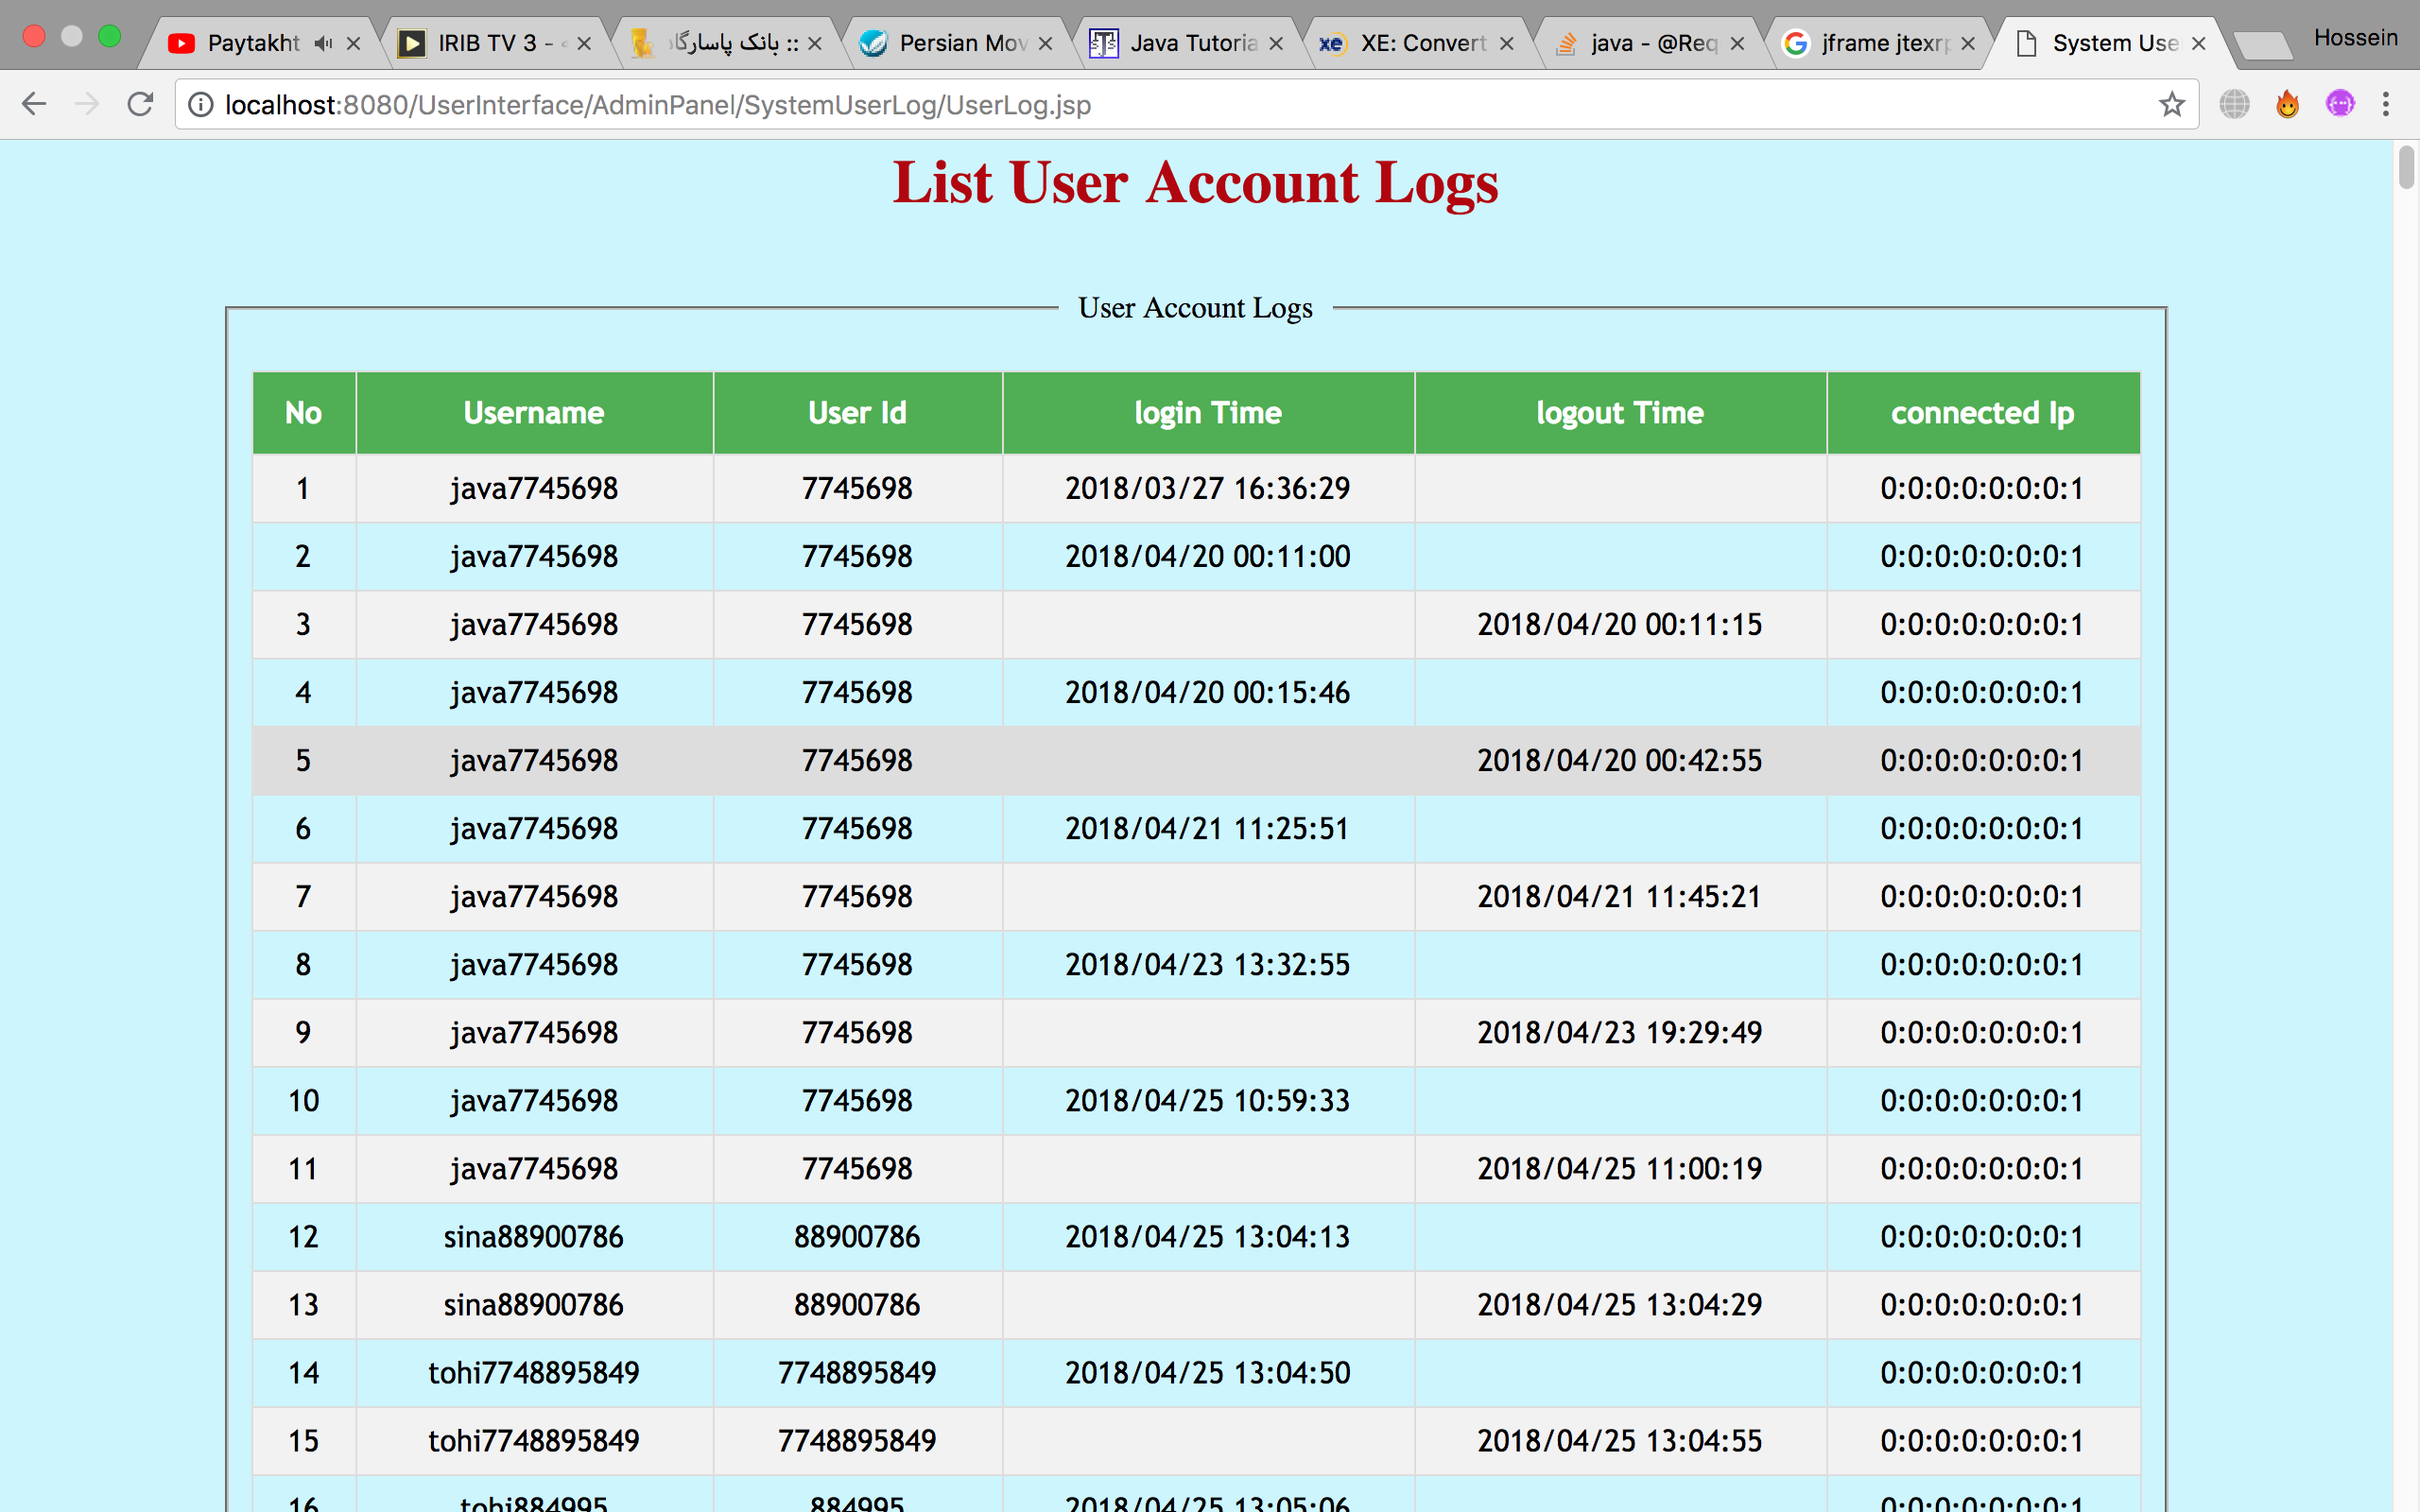 Paytakht
IRIB TV 3 -
بانک پاسارگاد ::
Persian Mov
Java Tutoria
XE: Convert
java - @Req
jframe jtexrp
System Use
Hossein
localhost:8080/UserInterface/AdminPanel/SystemUserLog/UserLog.jsp
List User Account Logs
User Account Logs
No Username User Id login Time logout Time connected Ip
1 java7745698 7745698 2018/03/27 16:36:29 0:0:0:0:0:0:0:1
2 java7745698 7745698 2018/04/20 00:11:00 0:0:0:0:0:0:0:1
3 java7745698 7745698 2018/04/20 00:11:15 0:0:0:0:0:0:0:1
4 java7745698 7745698 2018/04/20 00:15:46 0:0:0:0:0:0:0:1
5 java7745698 7745698 2018/04/20 00:42:55 0:0:0:0:0:0:0:1
6 java7745698 7745698 2018/04/21 11:25:51 0:0:0:0:0:0:0:1
7 java7745698 7745698 2018/04/21 11:45:21 0:0:0:0:0:0:0:1
8 java7745698 7745698 2018/04/23 13:32:55 0:0:0:0:0:0:0:1
9 java7745698 7745698 2018/04/23 19:29:49 0:0:0:0:0:0:0:1
10 java7745698 7745698 2018/04/25 10:59:33 0:0:0:0:0:0:0:1
11 java7745698 7745698 2018/04/25 11:00:19 0:0:0:0:0:0:0:1
12 sina88900786 88900786 2018/04/25 13:04:13 0:0:0:0:0:0:0:1
13 sina88900786 88900786 2018/04/25 13:04:29 0:0:0:0:0:0:0:1
14 tohi7748895849 7748895849 2018/04/25 13:04:50 0:0:0:0:0:0:0:1
15 tohi7748895849 7748895849 2018/04/25 13:04:55 0:0:0:0:0:0:0:1
16 tohi884995 884995 2018/04/25 13:05:06 0:0:0:0:0:0:0:1